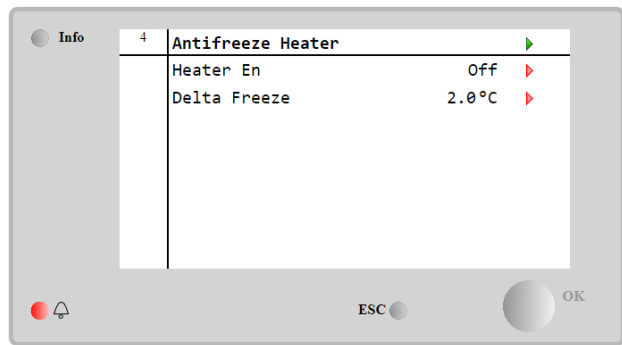 Info
4 Antifreeze Heater
Heater En Off
Delta Freeze 2.0°C
ESC
OK